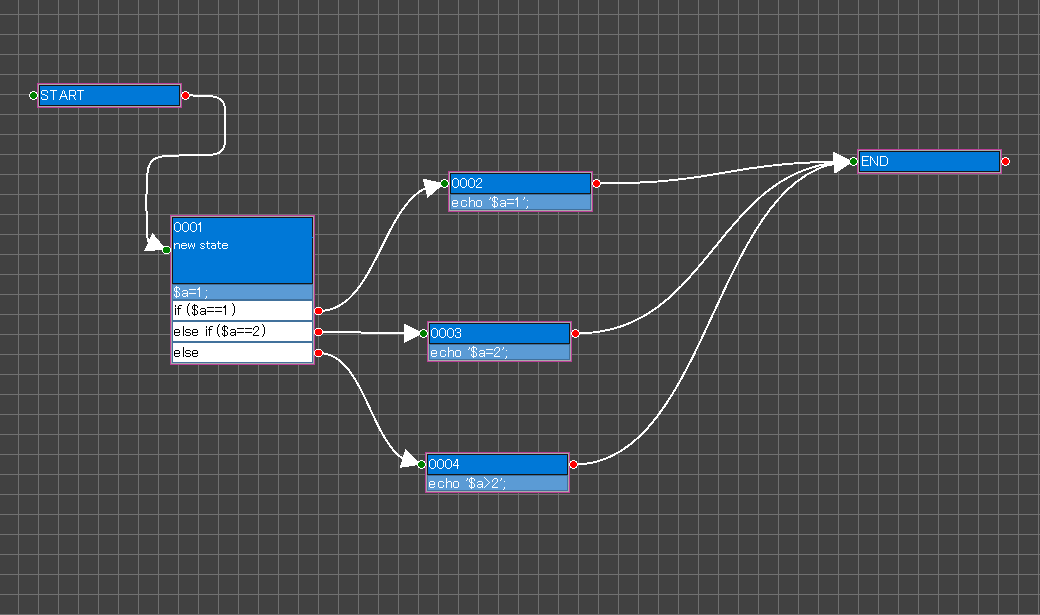 START
END
0001
new state
$a=1;
if ($a==1)
else if ($a==2)
else
0002
echo '$a=1';
0003
echo '$a=2';
0004
echo '$a>2';